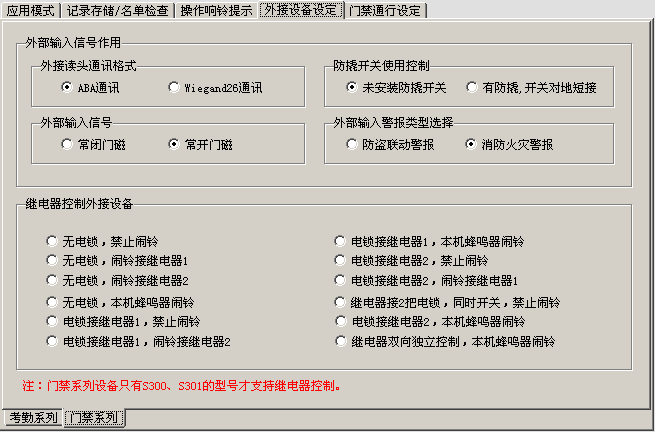 应用模式 记录存储/名单检查 操作响铃提示 外接设备设定 门禁通行设定
外部输入信号作用
外接读头通讯格式 防撬开关使用控制
ABA通讯 Wiegand26通讯 未安装防撬开关 有防撬,开关对地短接
外部输入信号 外部输入警报类型选择
常闭门磁 常开门磁 防盗联动警报 消防火灾警报
继电器控制外接设备
无电锁，禁止闹铃 电锁接继电器1，本机蜂鸣器闹铃
无电锁，闹铃接继电器1 电锁接继电器2，禁止闹铃
无电锁，闹铃接继电器2 电锁接继电器2，闹铃接继电器1
无电锁，本机蜂鸣器闹铃 继电器接2把电锁，同时开关，禁止闹铃
电锁接继电器1，禁止闹铃 电锁接继电器2，本机蜂鸣器闹铃
电锁接继电器1，闹铃接继电器2 继电器双向独立控制，本机蜂鸣器闹铃
注：门禁系列设备只有S300、S301的型号才支持继电器控制。
考勤系列 门禁系列